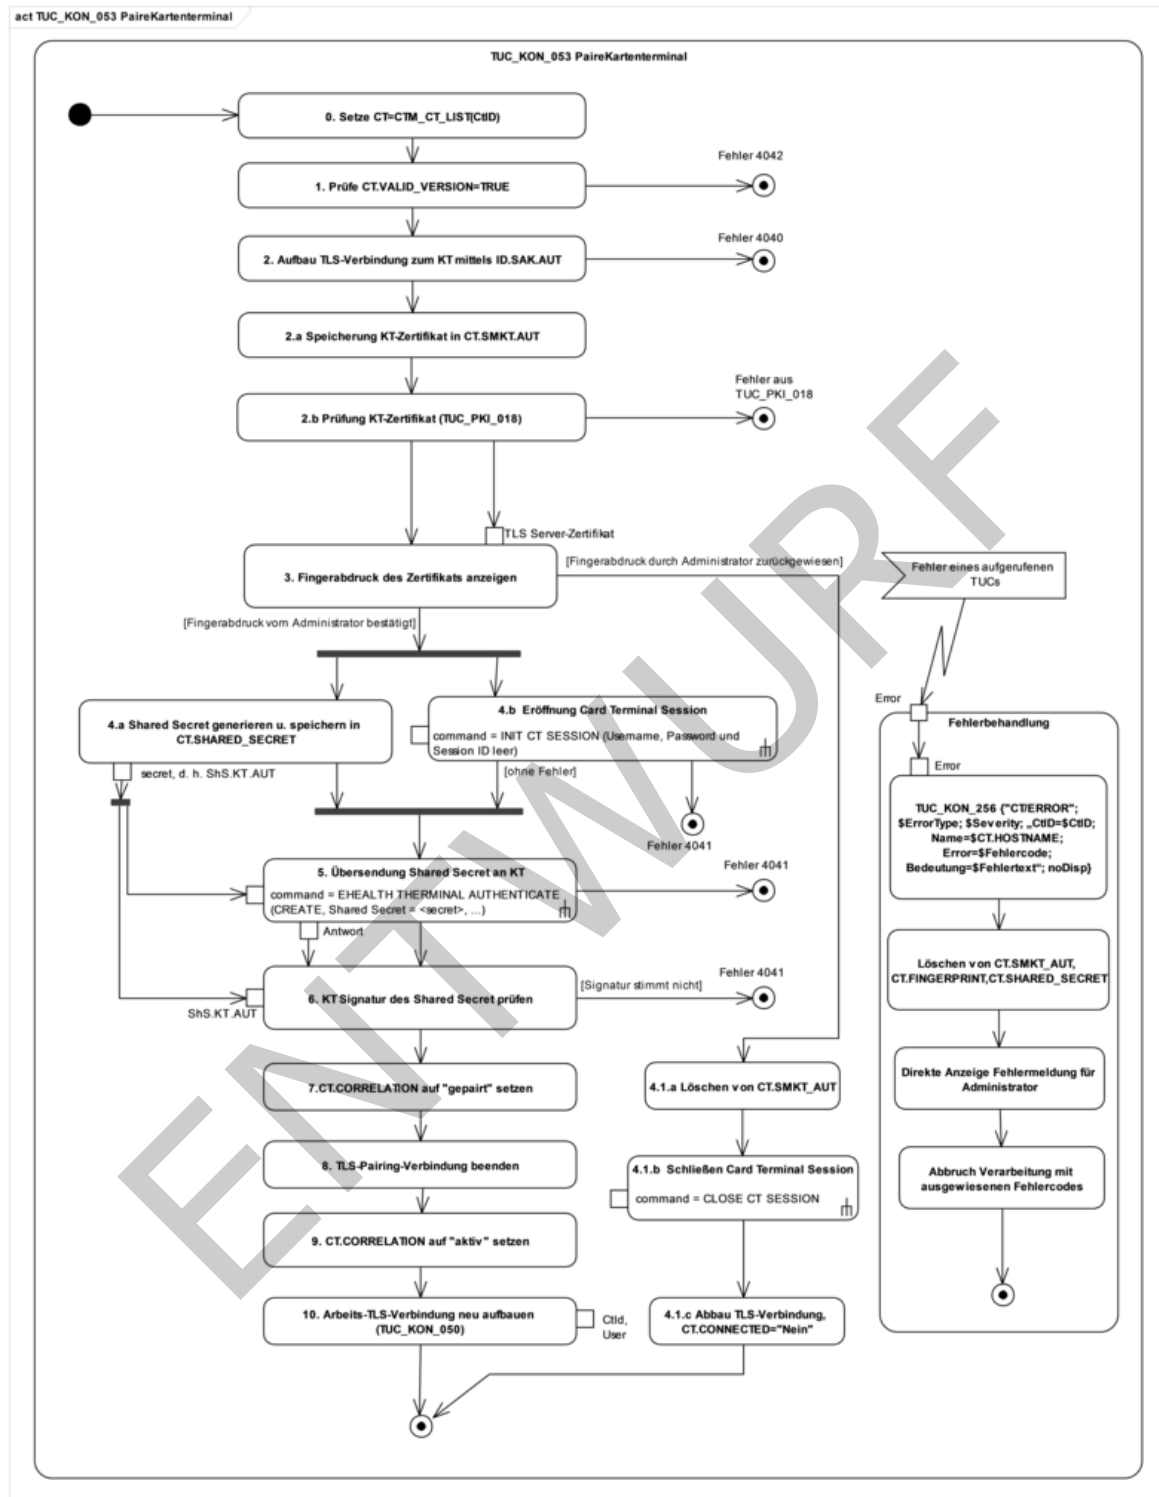 act TUC_KON_053 PaireKartenterminal
TUC_KON_053 PaireKartenterminal
0. Setze CT=CTM_CT_LIST(CtID)
Fehler 4042
1. Prüfe CT.VALID_VERSION=TRUE
Fehler 4040
2. Aufbau TLS-Verbindung zum KT mittels ID.SAK.AUT
2.a Speicherung KT-Zertifikat in CT.SMKT.AUT
Fehler aus
TUC_PKI_018
2.b Prüfung KT-Zertifikat (TUC_PKI_018)
TLS Server-Zertifikat
3. Fingerabdruck des Zertifikats anzeigen
[Fingerabdruck durch Administrator zurückgewiesen]
[Fingerabdruck vom Administrator bestätigt]
4.a Shared Secret generieren u. speichern in
CT.SHARED_SECRET
secret, d. h. ShS.KT.AUT
4.b Eröffnung Card Terminal Session
command = INIT CT SESSION (Username, Password und
Session ID leer)
[ohne Fehler]
Fehler 4041
5. Übersendung Shared Secret an KT
command = EHEALTH THERMINAL AUTHENTICATE
(CREATE, Shared Secret = <secret>, ...)
Fehler 4041
Antwort
6. KT Signatur des Shared Secret prüfen
[Signatur stimmt nicht]
Fehler 4041
ShS.KT.AUT
7.CT.CORRELATION auf "gepairt" setzen
8. TLS-Pairing-Verbindung beenden
9. CT.CORRELATION auf "aktiv" setzen
10. Arbeits-TLS-Verbindung neu aufbauen
(TUC_KON_050)
CtId,
User
4.1.a Löschen von CT.SMKT_AUT
4.1.b Schließen Card Terminal Session
command = CLOSE CT SESSION
4.1.c Abbau TLS-Verbindung,
CT.CONNECTED="Nein"
Fehler eines aufgerufenen
TUCs
Error
Fehlerbehandlung
Error
TUC_KON_256 {"CT/ERROR";
$ErrorType; $Severity; „CtID=$CtID;
Name=$CT.HOSTNAME;
Error=$Fehlercode;
Bedeutung=$Fehlertext“; noDisp}
Löschen von CT.SMKT_AUT,
CT.FINGERPRINT,CT.SHARED_SECRET
Direkte Anzeige Fehlermeldung für
Administrator
Abbruch Verarbeitung mit
ausgewiesenen Fehlercodes
ENTWURF